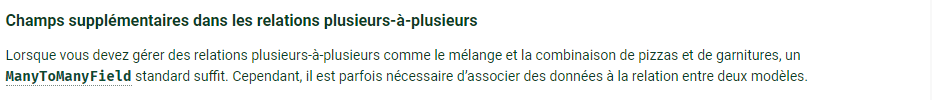 Champs supplémentaires dans les relations plusieurs-à-plusieurs
Lorsque vous devez gérer des relations plusieurs-à-plusieurs comme le mélange et la combinaison de pizzas et de garnitures, un
ManyToManyField standard suffit. Cependant, il est parfois nécessaire d’associer des données à la relation entre deux modèles.